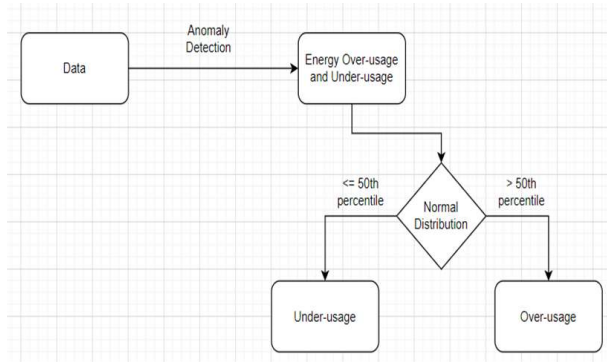 Anomaly
Detection
Data
Energy Over-usage
and Under-usage
<= 50th
percentile
> 50th
percentile
Normal
Distribution
Under-usage
Over-usage